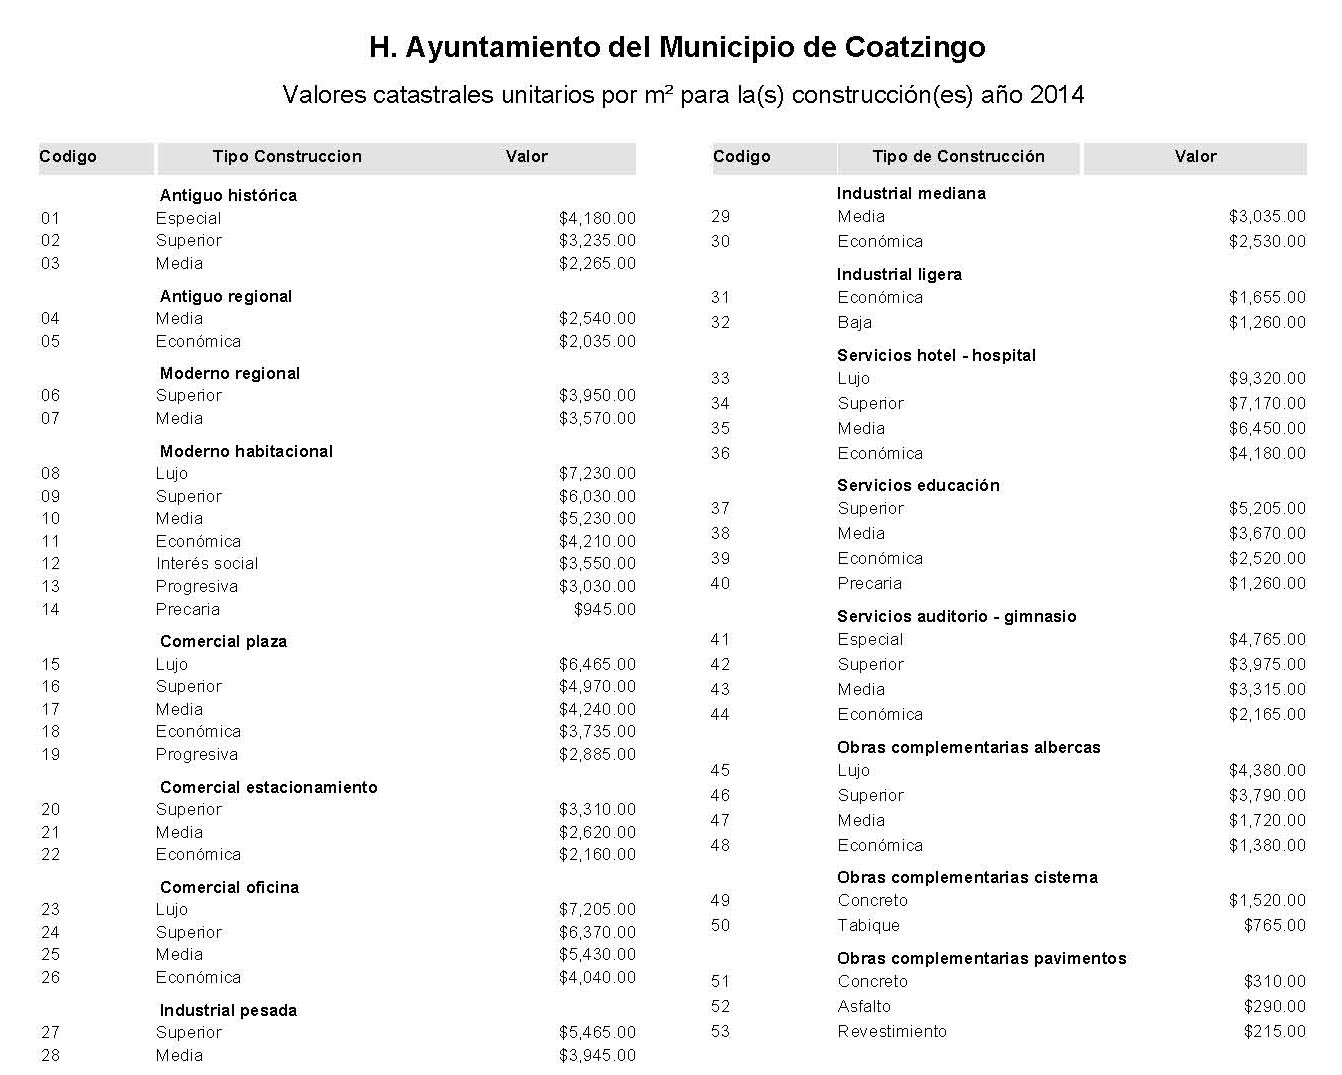 H. Ayuntamiento del Municipio de Coatzingo
Valores catastrales unitarios por m² para la(s) construcción(es) año 2014
Codigo Tipo Construccion Valor
Antiguo histórica
01 Especial $4,180.00
02 Superior $3,235.00
03 Media $2,265.00
Antiguo regional
04 Media $2,540.00
05 Económica $2,035.00
Moderno regional
06 Superior $3,950.00
07 Media $3,570.00
Moderno habitacional
08 Lujo $7,230.00
09 Superior $6,030.00
10 Media $5,230.00
11 Económica $4,210.00
12 Interés social $3,550.00
13 Progresiva $3,030.00
14 Precaria $945.00
Comercial plaza
15 Lujo $6,465.00
16 Superior $4,970.00
17 Media $4,240.00
18 Económica $3,735.00
19 Progresiva $2,885.00
Comercial estacionamiento
20 Superior $3,310.00
21 Media $2,620.00
22 Económica $2,160.00
Comercial oficina
23 Lujo $7,205.00
24 Superior $6,370.00
25 Media $5,430.00
26 Económica $4,040.00
Industrial pesada
27 Superior $5,465.00
28 Media $3,945.00
Codigo Tipo de Construcción Valor
Industrial mediana
29 Media $3,035.00
30 Económica $2,530.00
Industrial ligera
31 Económica $1,655.00
32 Baja $1,260.00
Servicios hotel - hospital
33 Lujo $9,320.00
34 Superior $7,170.00
35 Media $6,450.00
36 Económica $4,180.00
Servicios educación
37 Superior $5,205.00
38 Media $3,670.00
39 Económica $2,520.00
40 Precaria $1,260.00
Servicios auditorio - gimnasio
41 Especial $4,765.00
42 Superior $3,975.00
43 Media $3,315.00
44 Económica $2,165.00
Obras complementarias albercas
45 Lujo $4,380.00
46 Superior $3,790.00
47 Media $1,720.00
48 Económica $1,380.00
Obras complementarias cisterna
49 Concreto $1,520.00
50 Tabique $765.00
Obras complementarias pavimentos
51 Concreto $310.00
52 Asfalto $290.00
53 Revestimiento $215.00